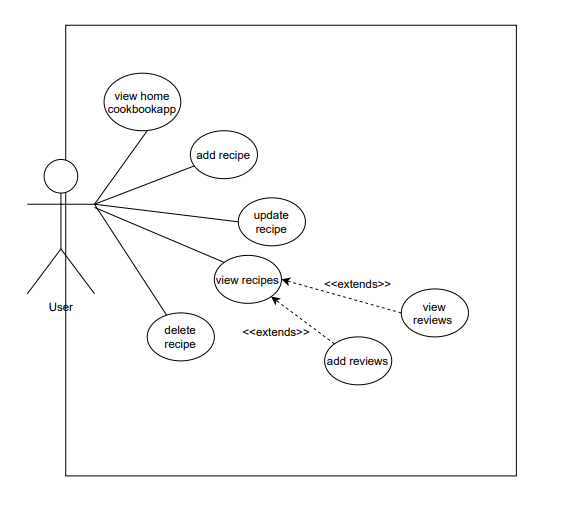 view home
cookbookapp
add recipe
update
recipe
view recipes
<<extends>>
view
reviews
User
delete
recipe
<<extends>>
add reviews